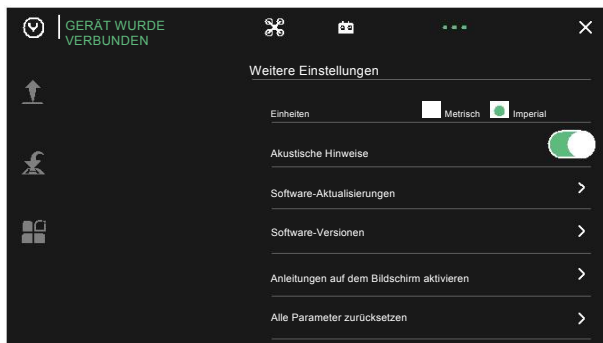 GERÄT WURDE
VERBUNDEN
Weitere Einstellungen
Einheiten Metrisch Imperial
Akustische Hinweise
Software-Aktualisierungen
Software-Versionen
Anleitungen auf dem Bildschirm aktivieren
Alle Parameter zurücksetzen